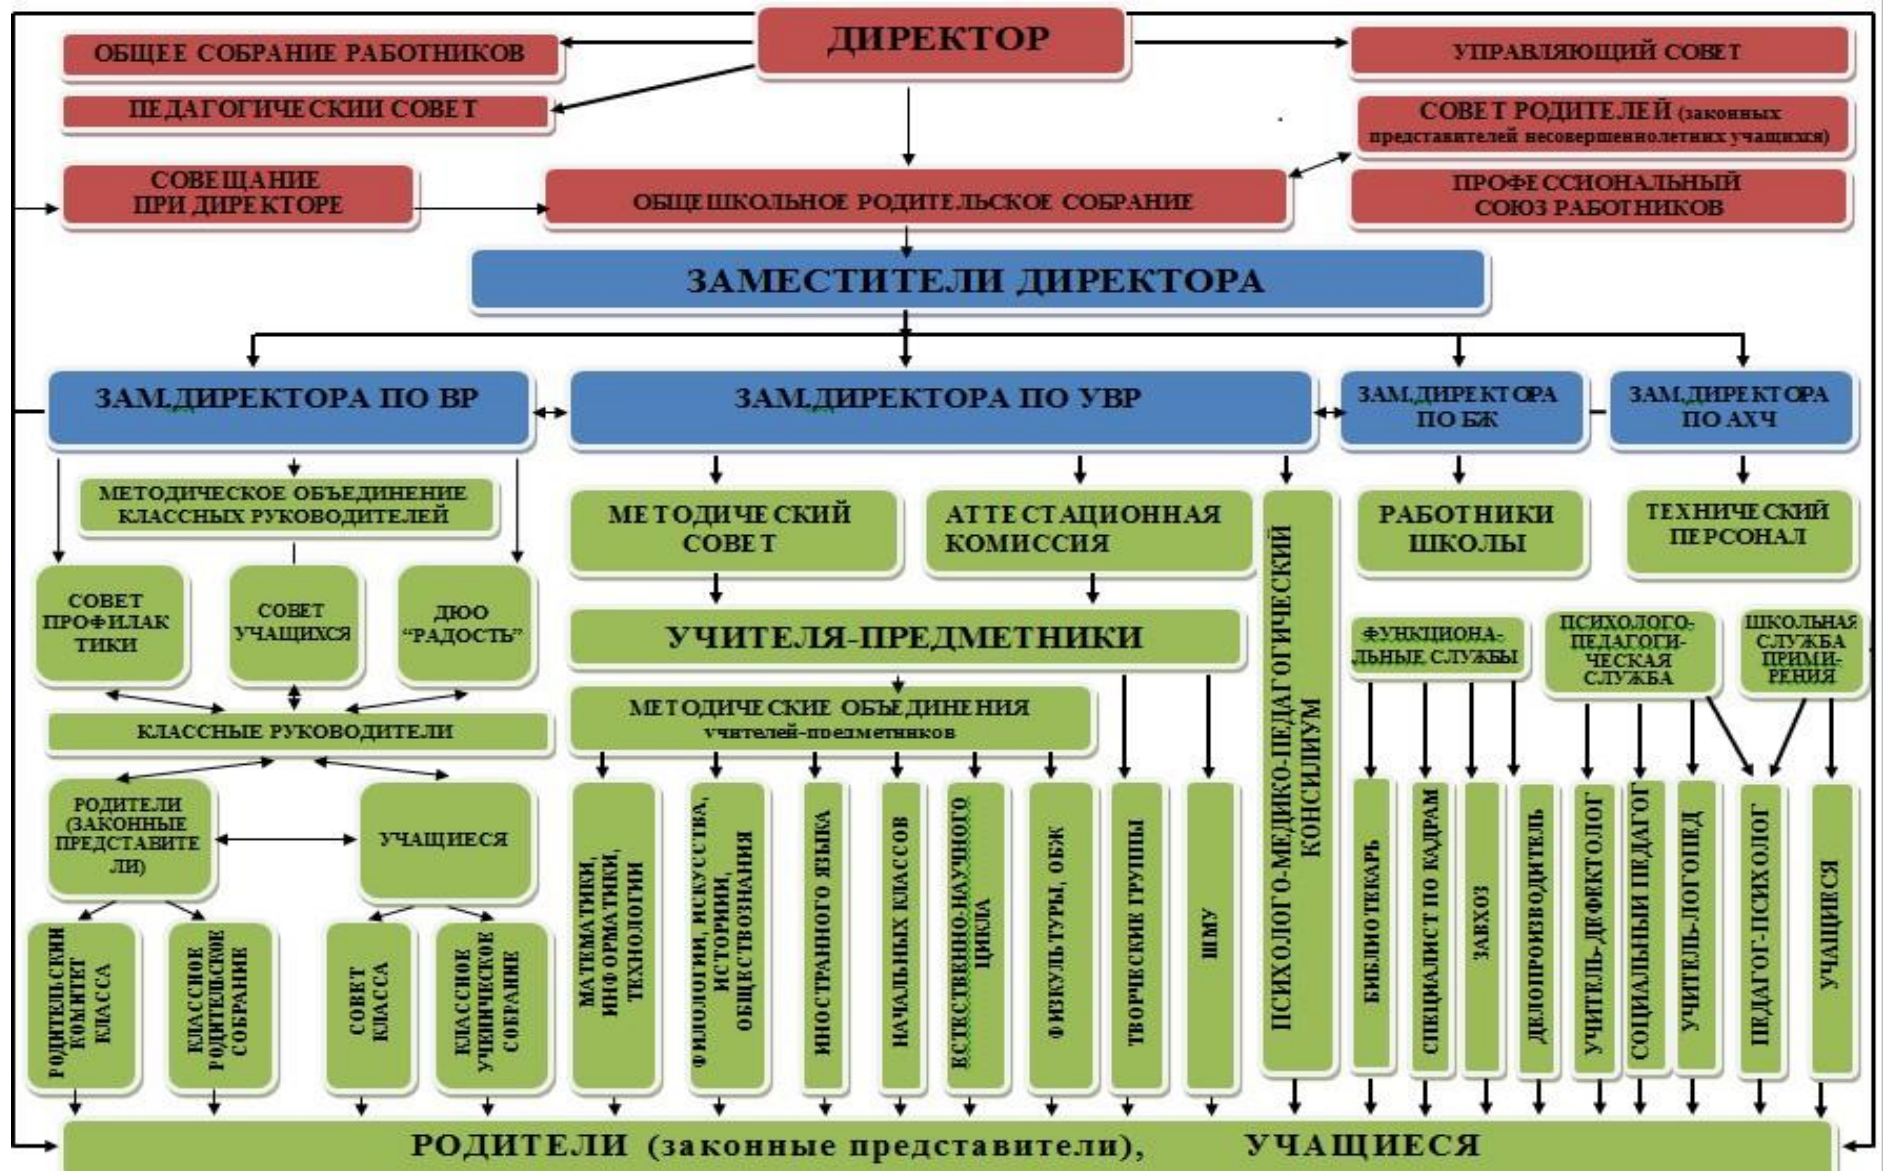 ДИРЕКТОР
ОБЩЕЕ СОБРАНИЕ РАБОТНИКОВ
УПРАВЛЯЮЩИЙ СОВЕТ
ПЕДАГОГИЧЕСКИЙ СОВЕТ
СОВЕТ РОДИТЕЛЕЙ (законных
представителей несовершеннолетних учащихся)
СОВЕЩАНИЕ
ПРИ ДИРЕКТОРЕ
ОБЩЕШКОЛЬНОЕ РОДИТЕЛЬСКОЕ СОБРАНИЕ
ПРОФЕССИОНАЛЬНЫЙ
СОЮЗ РАБОТНИКОВ
ЗАМЕСТИТЕЛИ ДИРЕКТОРА
ЗАМ.ДИРЕКТОРА ПО ВР
ЗАМ.ДИРЕКТОРА ПО УВР
ЗАМ.ДИРЕКТОРА
ПО БЖ
ЗАМ.ДИРЕКТОРА
ПО АХЧ
МЕТОДИЧЕСКОЕ ОБЪЕДИНЕНИЕ
КЛАССНЫХ РУКОВОДИТЕЛЕЙ
СОВЕТ
ПРОФИЛАК
ТИКИ
СОВЕТ
УЧАЩИХСЯ
ДЮО
“РАДОСТЬ”
КЛАССНЫЕ РУКОВОДИТЕЛИ
РОДИТЕЛИ
(ЗАКОННЫЕ
ПРЕДСТАВИТЕ
ЛИ)
УЧАЩИЕСЯ
РОДИТЕЛЬСКИЙ
КОМИТЕТ
КЛАССА
КЛАССНОЕ
РОДИТЕЛЬСКОЕ
СОБРАНИЕ
СОВЕТ
КЛАССА
КЛАССНОЕ
УЧЕНИЧЕСКОЕ
СОБРАНИЕ
МЕТОДИЧЕСКИЙ
СОВЕТ
АТТЕСТАЦИОННАЯ
КОМИССИЯ
УЧИТЕЛЯ-ПРЕДМЕТНИКИ
МЕТОДИЧЕСКИЕ ОБЪЕДИНЕНИЯ
учителей-предметников
МАТЕМАТИКИ,
ИНФОРМАТИКИ,
ТЕХНОЛОГИИ
ФИЛОЛОГИИ, ИСКУССТВА,
ИСТОРИИИ,
ОБЩЕСТВОЗНАНИЯ
ИНОСТРАННОГО ЯЗЫКА
НАЧАЛЬНЫХ КЛАССОВ
ЕСТЕСТВЕННО-НАУЧНОГО
ЦИКЛА
ФИЗКУЛЬТУРЫ, ОБЖ
ТВОРЧЕСКИЕ ГРУППЫ
ШМУ
ПСИХОЛОГО-МЕДИКО-ПЕДАГОГИЧЕСКИЙ
КОНСИЛИУМ
РАБОТНИКИ
ШКОЛЫ
ТЕХНИЧЕСКИЙ
ПЕРСОНАЛ
ФУНКЦИОНА-
ЛЬНЫЕ СЛУЖБЫ
ПСИХОЛОГО-
ПЕДАГОГИ-
ЧЕСКАЯ
СЛУЖБА
ШКОЛЬНАЯ
СЛУЖБА
ПРИМИ-
РЕНИЯ
БИБЛИОТЕКАРЬ
СПЕЦИАЛИСТ ПО КАДРАМ
ЗАВХОЗ
ДЕЛОПРОИЗВОДИТЕЛЬ
УЧИТЕЛЬ-ДЕФЕКТОЛОГ
СОЦИАЛЬНЫЙ ПЕДАГОГ
УЧИТЕЛЬ-ЛОГОПЕД
ПЕДАГОГ-ПСИХОЛОГ
УЧАЩИЕСЯ
РОДИТЕЛИ (законные представители), УЧАЩИЕСЯ